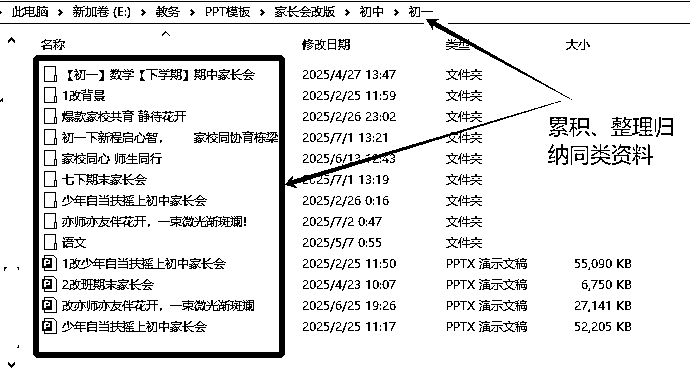 此电脑 > 新加卷 (E:) > 教务 > PPT模板 > 家长会改版 > 初中 > 初一
名称 修改日期 类型 大小
【初一】数学【下学期】期中家长会 2025/4/27 13:47 文件夹
1改背景 2025/2/25 11:59 文件夹
爆款家校共育 静待花开 2025/2/26 23:02 文件夹
初一下新程启心智， 家校同协育栋梁 2025/7/1 13:21 文件夹
家校同心 师生同行 2025/6/13 12:43 文件夹
七下期末家长会 2025/7/1 13:19 文件夹
少年自当扶摇上初中家长会 2025/2/26 0:16 文件夹
亦师亦友伴花开，一束微光渐斑斓！ 2025/7/2 0:47 文件夹
语文 2025/5/7 0:55 文件夹
1改少年自当扶摇上初中家长会 2025/2/25 11:50 PPTX 演示文稿 55,090 KB
2改班期末家长会 2025/4/23 10:07 PPTX 演示文稿 6,750 KB
改亦师亦友伴花开，一束微光渐斑斓 2025/6/25 19:26 PPTX 演示文稿 27,141 KB
少年自当扶摇上初中家长会 2025/2/25 11:17 PPTX 演示文稿 52,205 KB
累积、整理归
纳同类资料